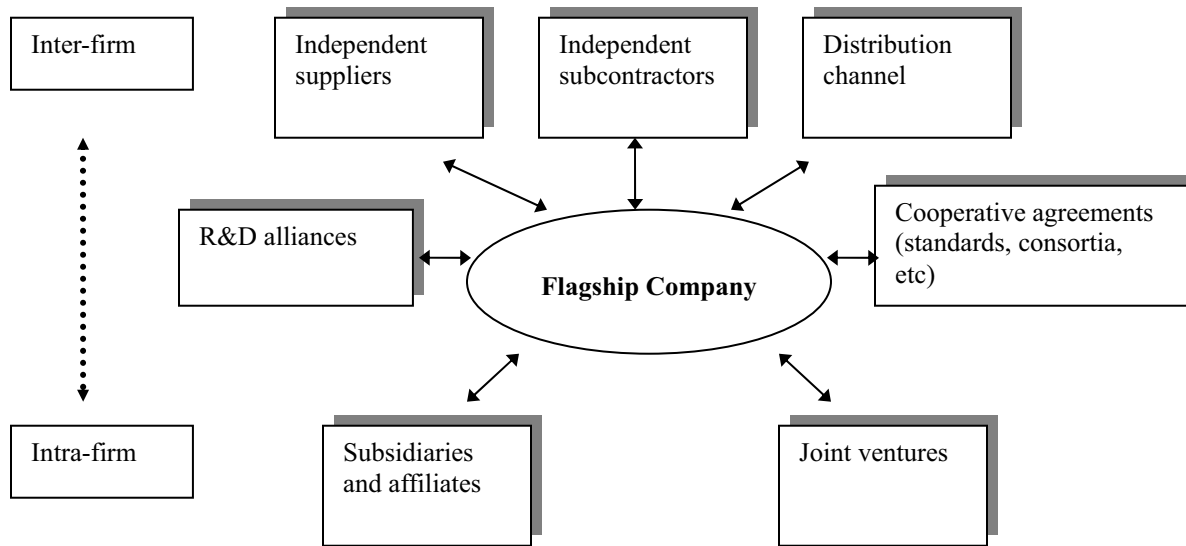 Inter-firm
Independent
suppliers
Independent
subcontractors
Distribution
channel
R&D alliances
Cooperative agreements
(standards, consortia,
etc)
Flagship Company
Intra-firm
Subsidiaries
and affiliates
Joint ventures